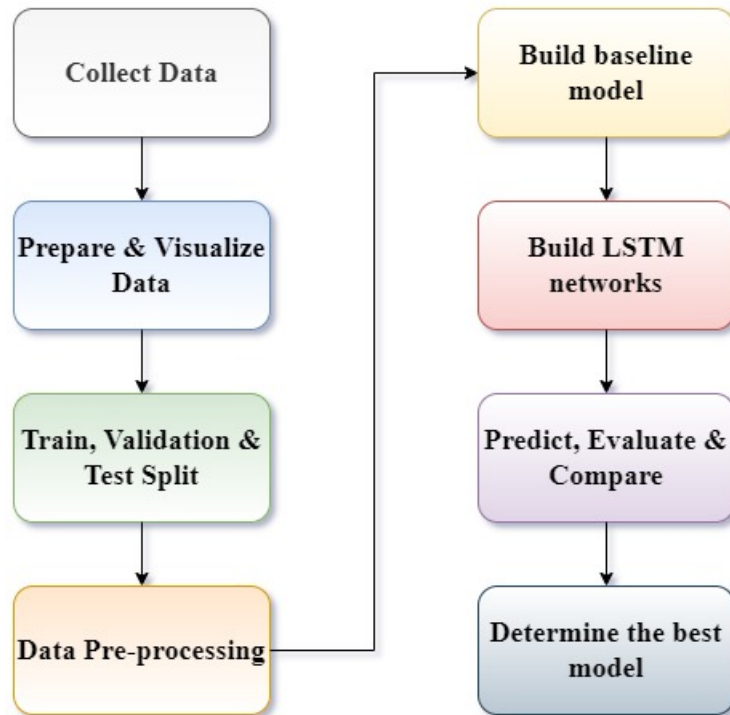 Collect Data
Prepare & Visualize
Data
Train, Validation &
Test Split
Data Pre-processing
Build baseline
model
Build LSTM
networks
Predict, Evaluate &
Compare
Determine the best
model